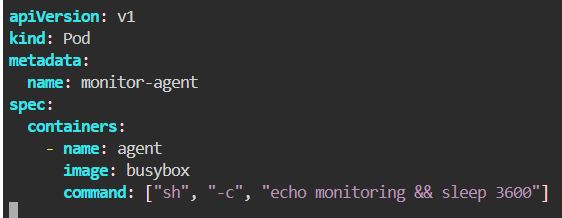 apiVersion: v1
kind: Pod
metadata:
  name: monitor-agent
spec:
  containers:
    - name: agent
      image: busybox
      command: ["sh", "-c", "echo monitoring && sleep 3600"]